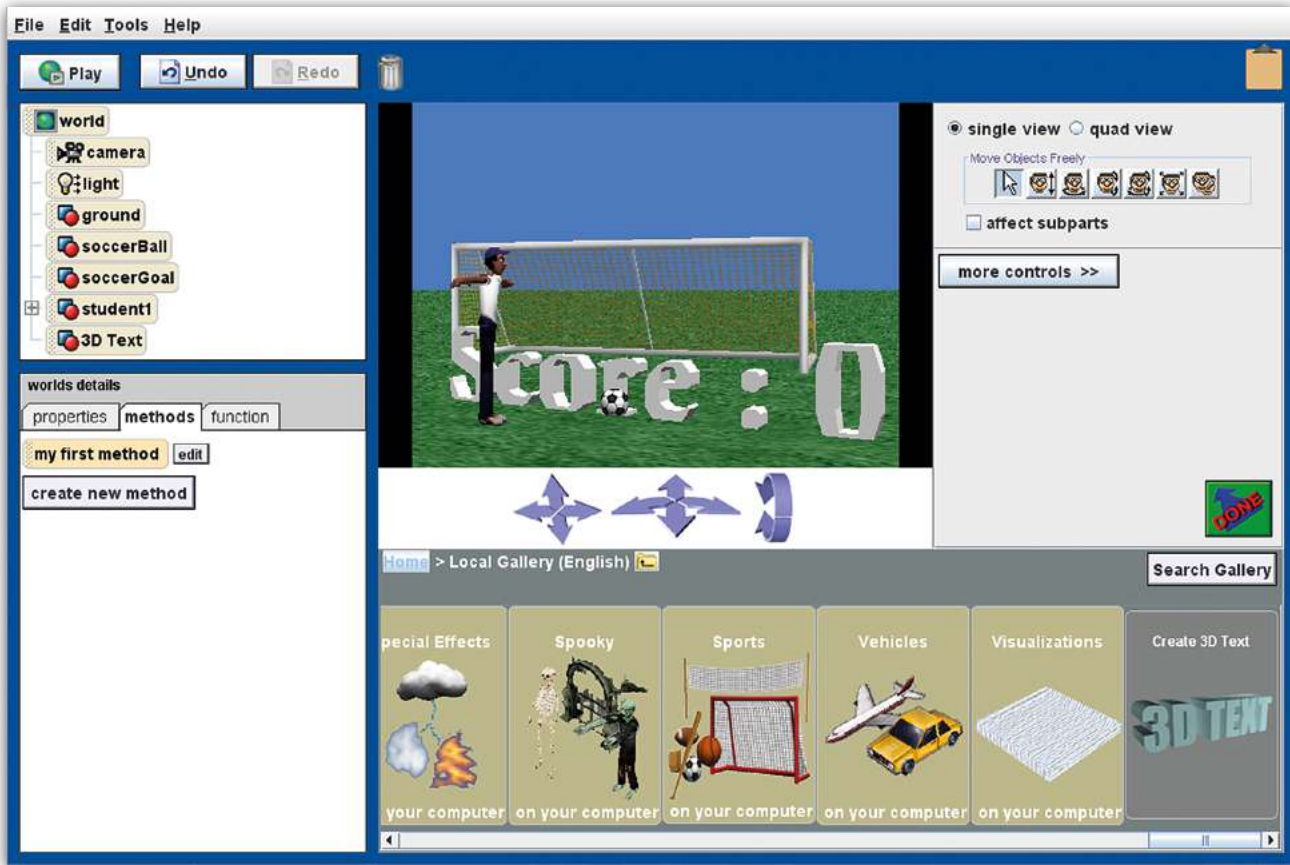 File Edit Tools Help
Play Undo Redo
world
camera
light
ground
soccerBall
soccerGoal
student1
3D Text
worlds details
properties methods function
my first method edit
create new method
Score : 0
single view quad view
Move Objects Freely
affect subparts
more controls >>
DONE
Home > Local Gallery (English)
Search Gallery
pecial Effects Spooky Sports Vehicles Visualizations Create 3D Text
3D TEXT
your computer on your computer on your computer on your computer on your computer